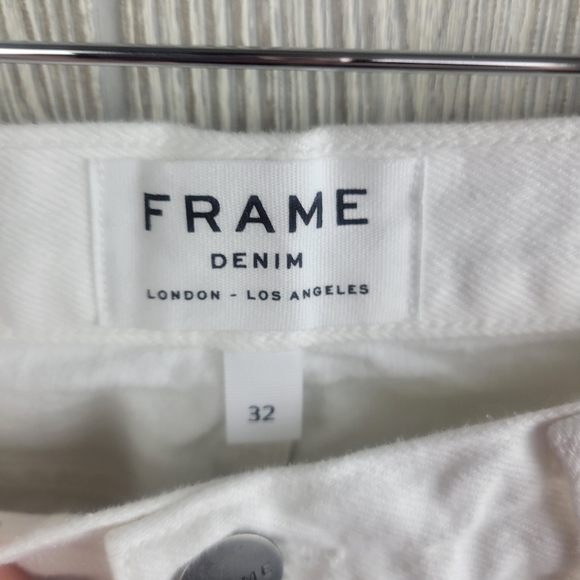 FRAME
DENIM
LONDON - LOS ANGELES
32